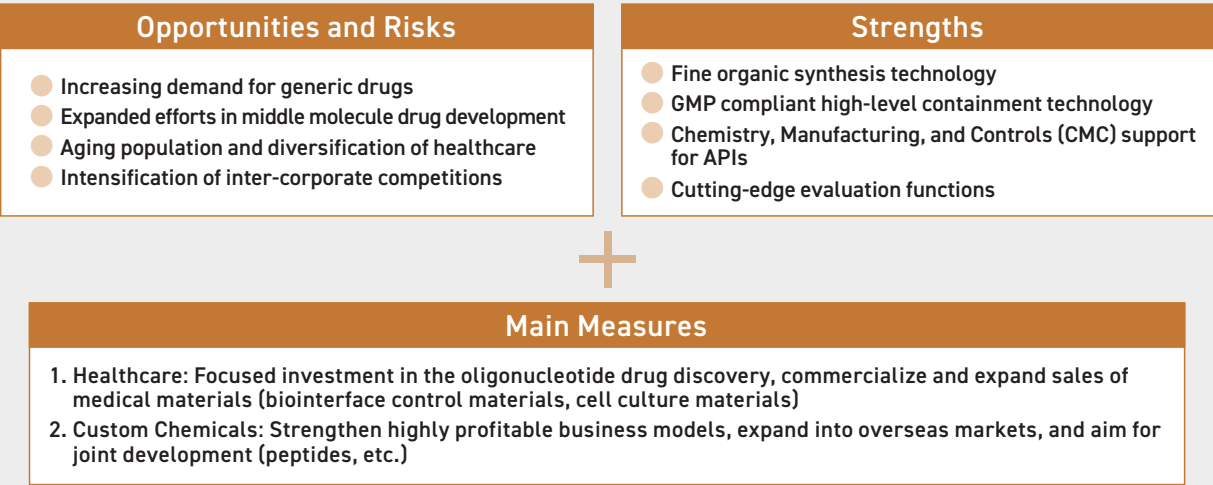 Opportunities and Risks
Increasing demand for generic drugs
Expanded efforts in middle molecule drug development
Aging population and diversification of healthcare
Intensification of inter-corporate competitions
Strengths
Fine organic synthesis technology
GMP compliant high-level containment technology
Chemistry, Manufacturing, and Controls (CMC) support
for APIs
Cutting-edge evaluation functions
+
Main Measures
1. Healthcare: Focused investment in the oligonucleotide drug discovery, commercialize and expand sales of
medical materials (biointerface control materials, cell culture materials)
2. Custom Chemicals: Strengthen highly profitable business models, expand into overseas markets, and aim for
joint development (peptides, etc.)